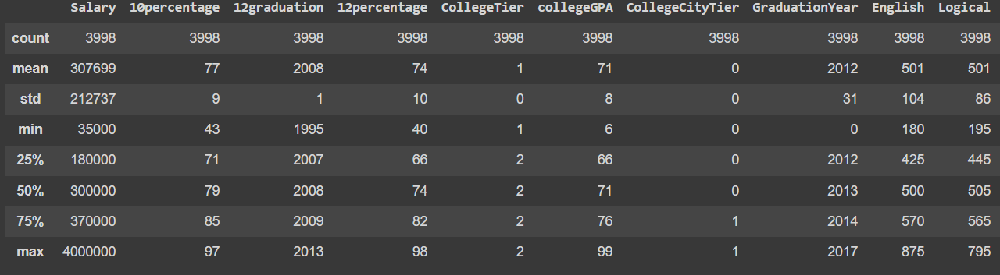 Salary 10percentage 12graduation 12percentage CollegeTier collegeGPA CollegeCityTier GraduationYear English Logical
count 3998 3998 3998 3998 3998 3998 3998 3998 3998 3998
mean 307699 77 2008 74 1 71 0 2012 501 501
std 212737 9 1 10 0 8 0 31 104 86
min 35000 43 1995 40 1 6 0 0 180 195
25% 180000 71 2007 66 2 66 0 2012 425 445
50% 300000 79 2008 74 2 71 0 2013 500 505
75% 370000 85 2009 82 2 76 1 2014 570 565
max 4000000 97 2013 98 2 99 1 2017 875 795